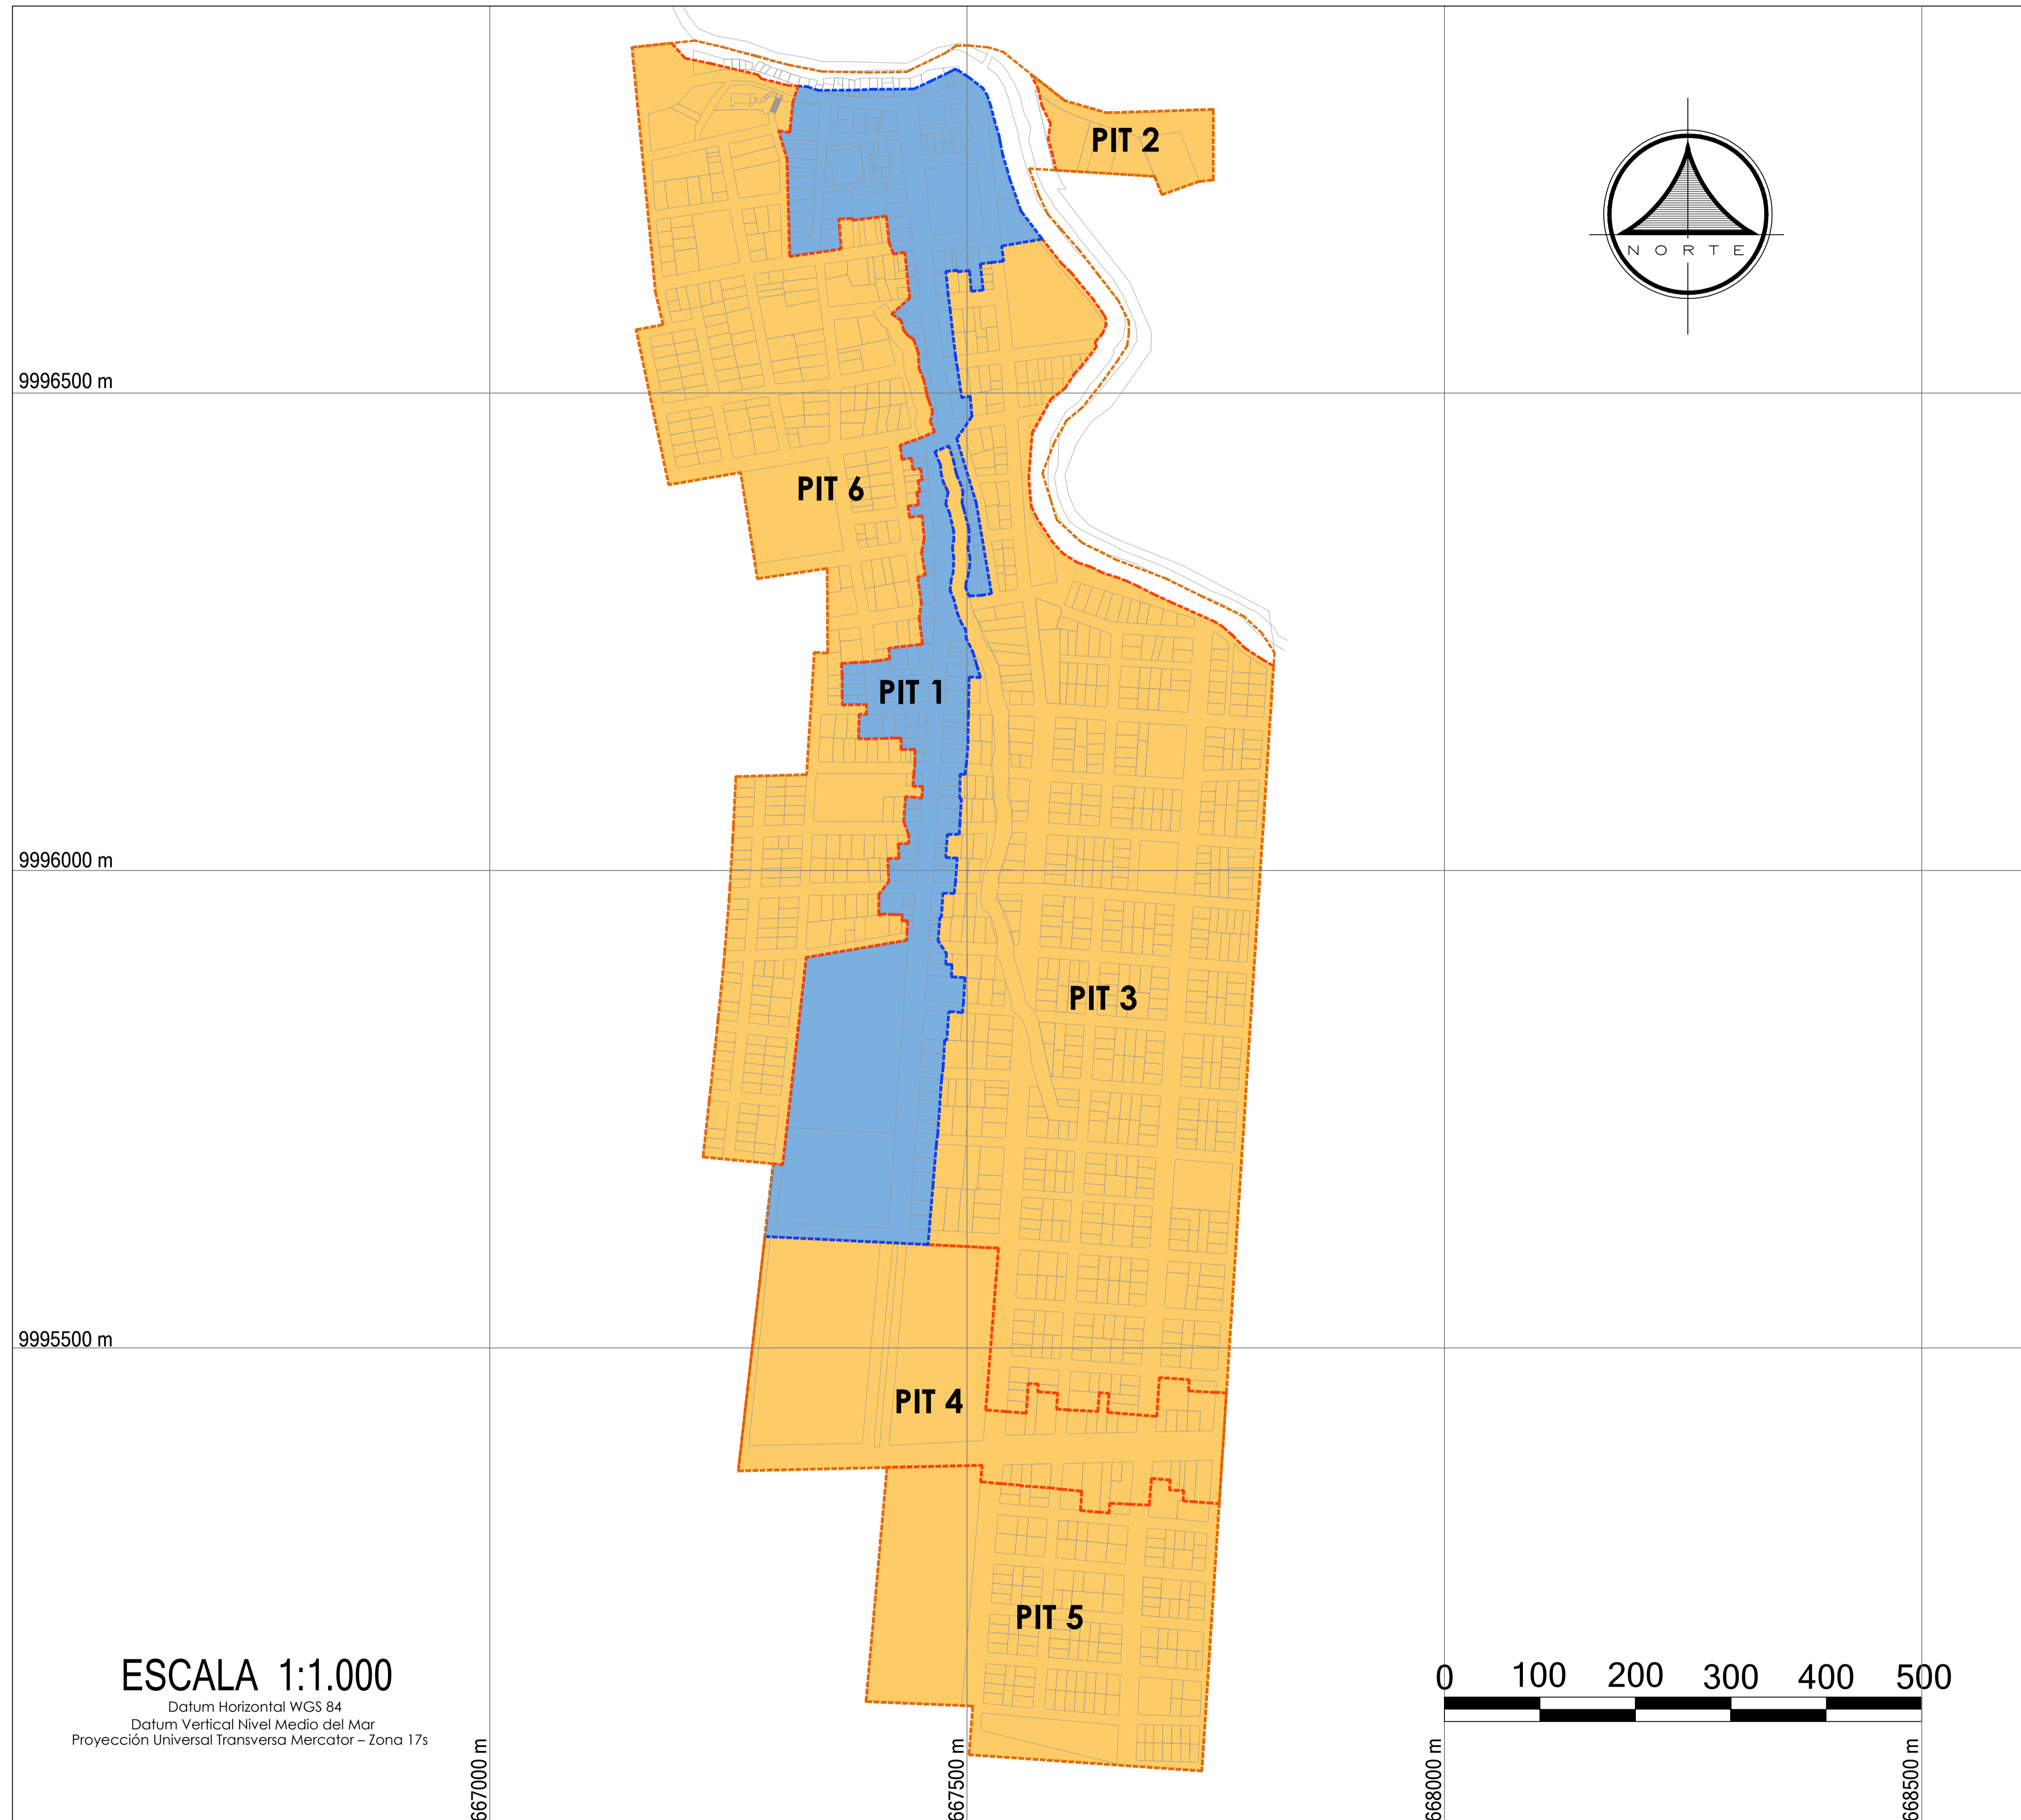 PIT 2
NORTE
9996500 m
PIT 6
PIT 1
9996000 m
PIT 3
9995500 m
PIT 4
PIT 5
ESCALA 1:1.000
Datum Horizontal WGS 84
Datum Vertical Nivel Medio del Mar
Proyección Universal Transversa Mercator – Zona 17s
0 100 200 300 400 500
667000 m
667500 m
668000 m
668500 m